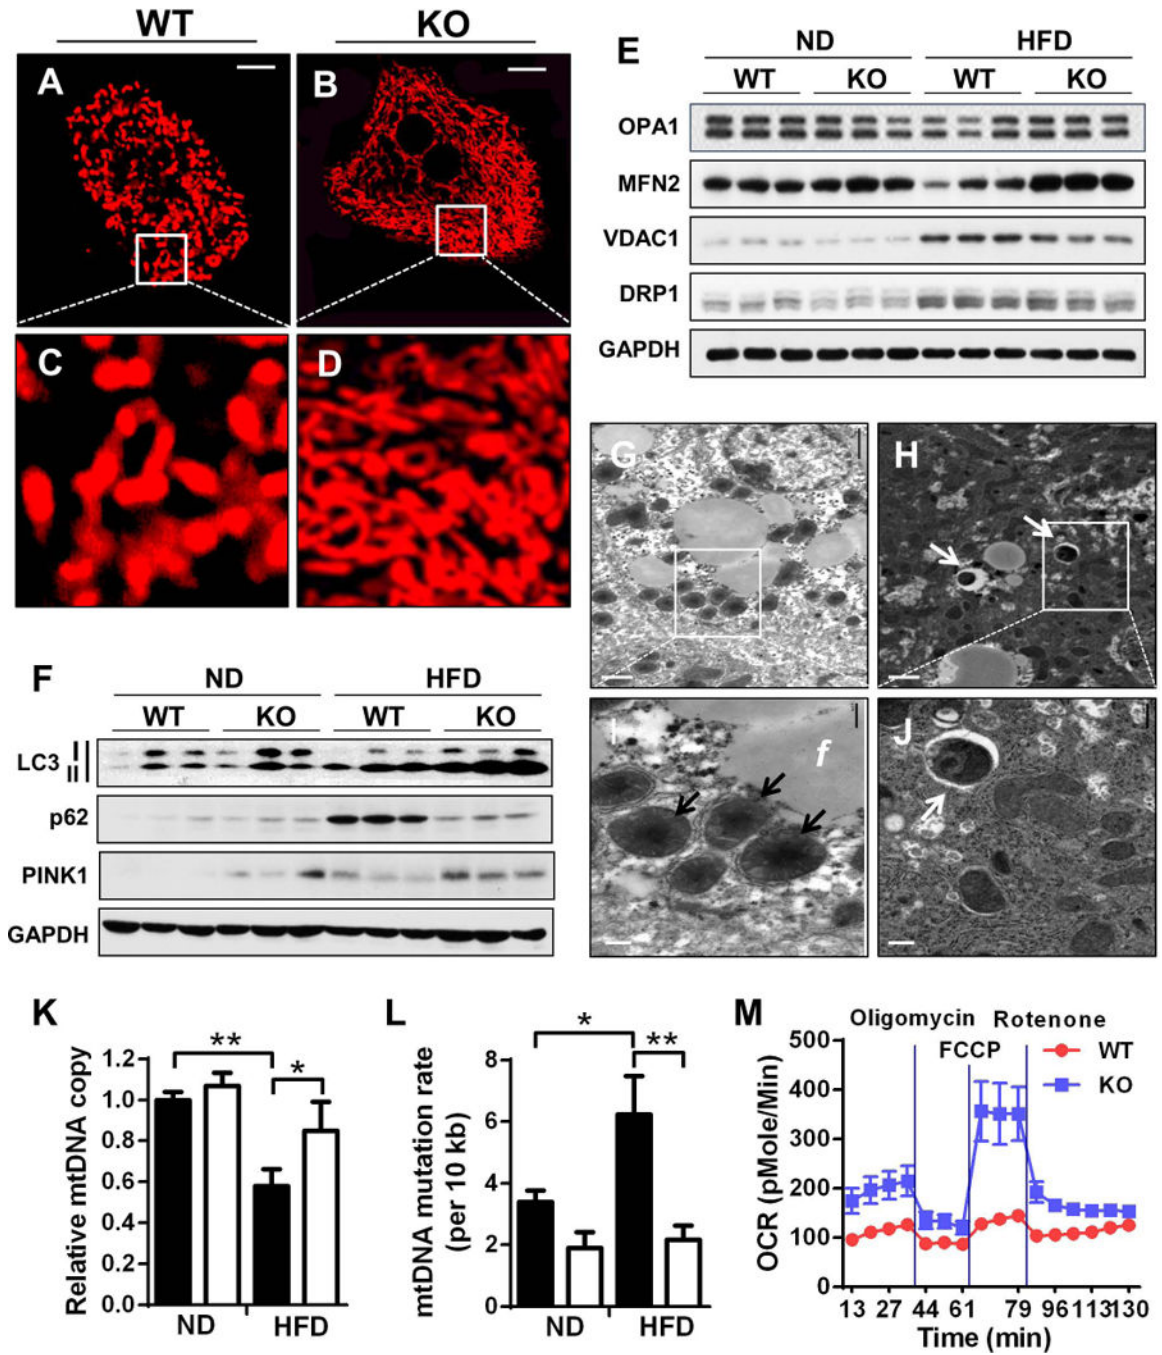 WT KO
A B
C D
E
ND HFD
WT KO WT KO
OPA1
MFN2
VDAC1
DRP1
GAPDH
F
ND HFD
WT KO WT KO
LC3 I
II
p62
PINK1
GAPDH
G H
I f J
K
Relative mtDNA copy
1.2
1.0
0.8
0.6
0.4
0.2
0.0
** *
ND HFD
L
mtDNA mutation rate
(per 10 kb)
8
6
4
2
0
* **
ND HFD
M
Oligomycin Rotenone
FCCP
WT
KO
OCR (pMole/Min)
500
400
300
200
100
0
13 27 44 61 79 96 113 130
Time (min)